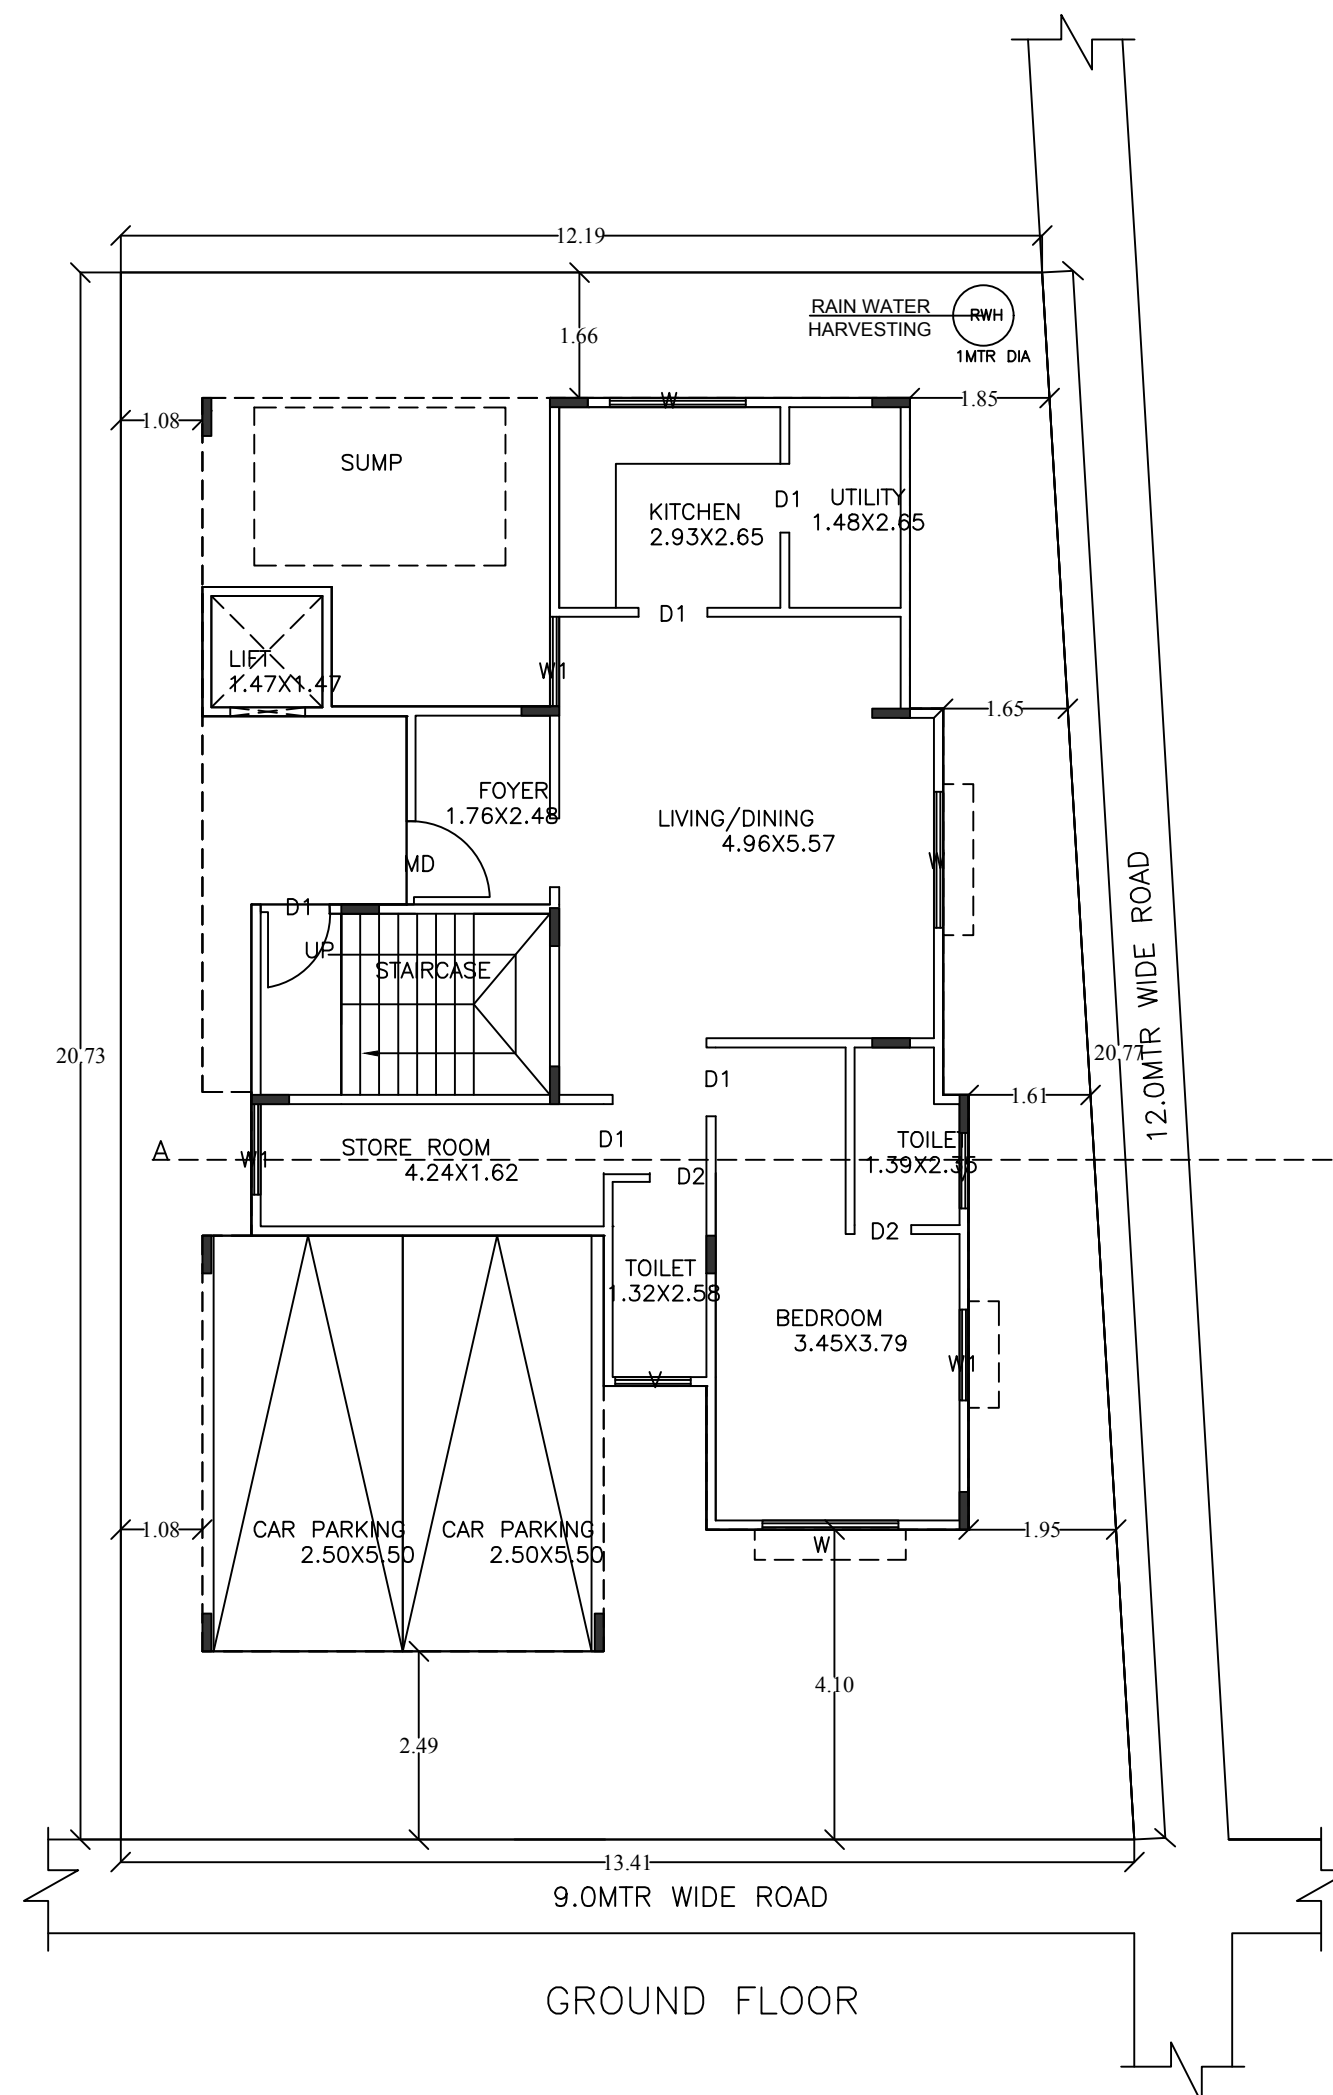 12.19
RAIN WATER
HARVESTING
RWH
1MTR DIA
1.66
1.85
1.08
W
SUMP
KITCHEN
2.93X2.65
D1
UTILITY
1.48X2.65
D1
LIFT
1.47X1.47
W1
1.65
FOYER
1.76X2.48
LIVING/DINING
4.96X5.57
MD
W
D1
UP
STAIRCASE
12.0MTR WIDE ROAD
20.73
20.77
D1
1.61
A
W1
STORE ROOM
4.24X1.62
D1
D2
TOILET
1.39X2.35
V
D2
TOILET
1.32X2.58
BEDROOM
3.45X3.79
W1
V
1.08
CAR PARKING
2.50X5.50
CAR PARKING
2.50X5.50
W
1.95
4.10
2.49
13.41
9.0MTR WIDE ROAD
GROUND FLOOR